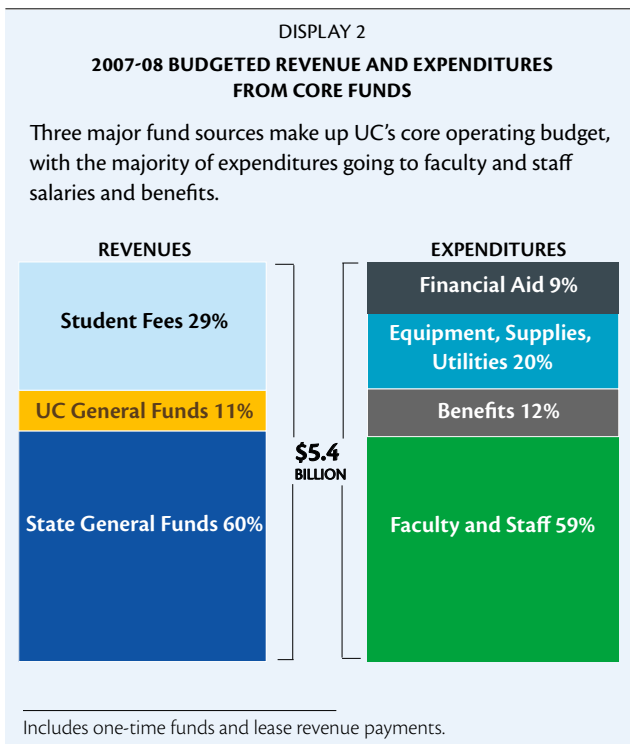 DISPLAY 2
2007-08 BUDGETED REVENUE AND EXPENDITURES
FROM CORE FUNDS
Three major fund sources make up UC’s core operating budget,
with the majority of expenditures going to faculty and staff
salaries and benefits.
REVENUES
Student Fees 29%
UC General Funds 11%
State General Funds 60%
$5.4
BILLION
EXPENDITURES
Financial Aid 9%
Equipment, Supplies,
Utilities 20%
Benefits 12%
Faculty and Staff 59%
Includes one-time funds and lease revenue payments.